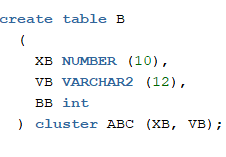 create table B
(
XB NUMBER (10),
VB VARCHAR2 (12),
BB int
) cluster ABC (XB, VB);